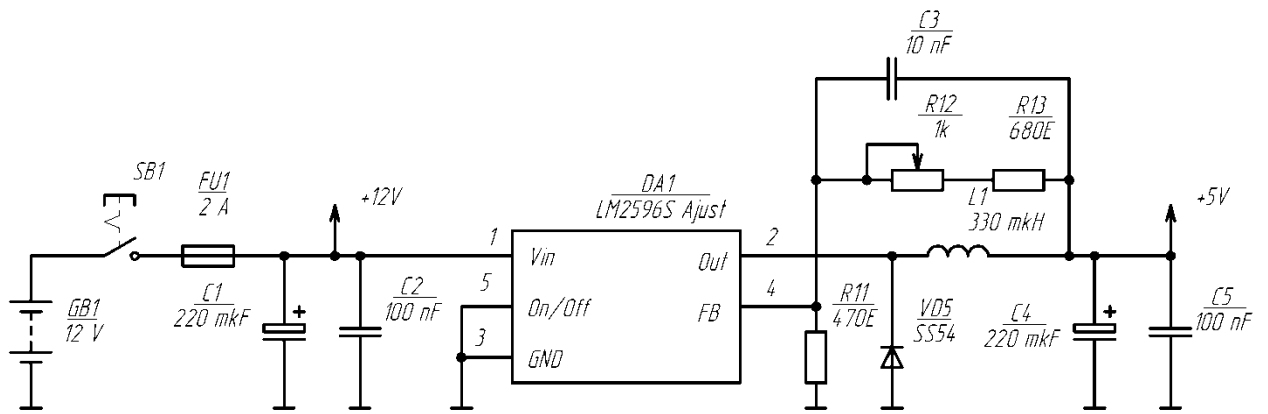 C3
10 nF
R12
1k
R13
680E
SB1
FU1
2 A
+12V
DA1
LM2596S Ajust
L1
330 mkH
+5V
1
Vin
Out
2
5
On/Off
FB
4
3
GND
GB1
12 V
C1
220 mkF
+
C2
100 nF
R11
470E
VD5
SS54
C4
220 mkF
+
C5
100 nF